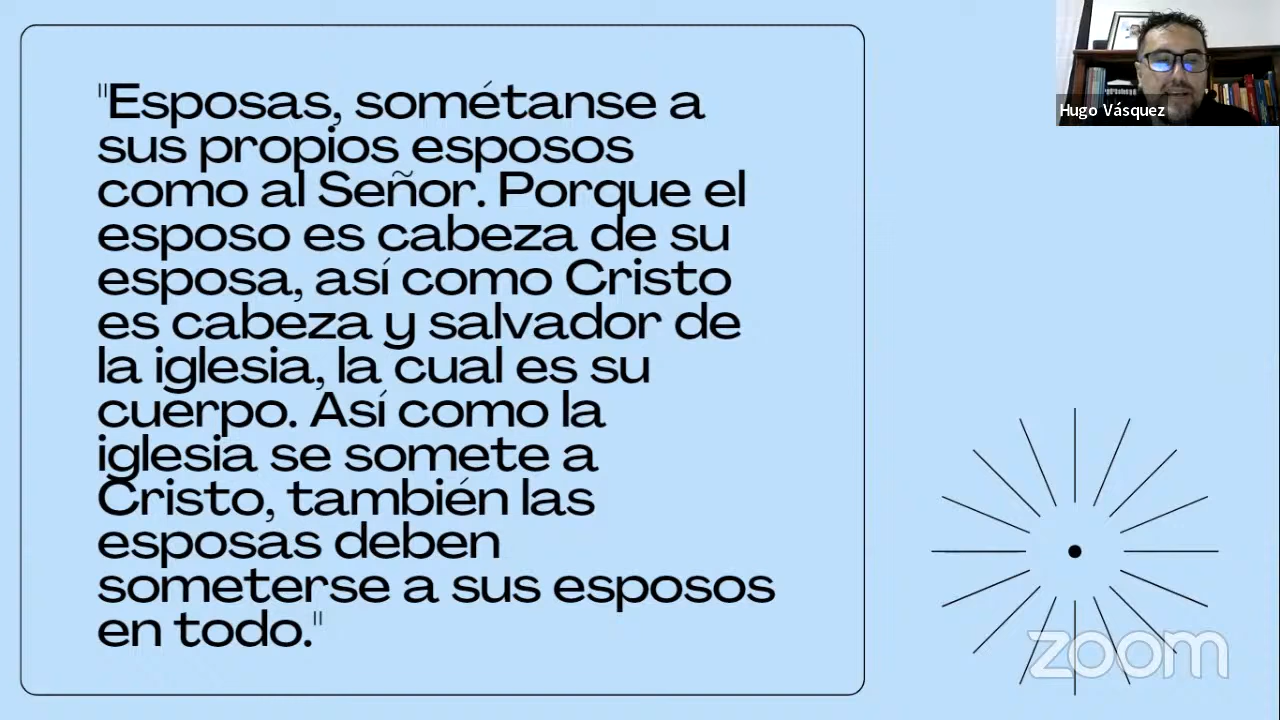 "Esposas, sométanse a
sus propios esposos
como al Señor. Porque el
esposo es cabeza de su
esposa, así como Cristo
es cabeza y salvador de
la iglesia, la cual es su
cuerpo. Así como la
iglesia se somete a
Cristo, también las
esposas deben
someterse a sus esposos
en todo."
Hugo Vásquez
zoom